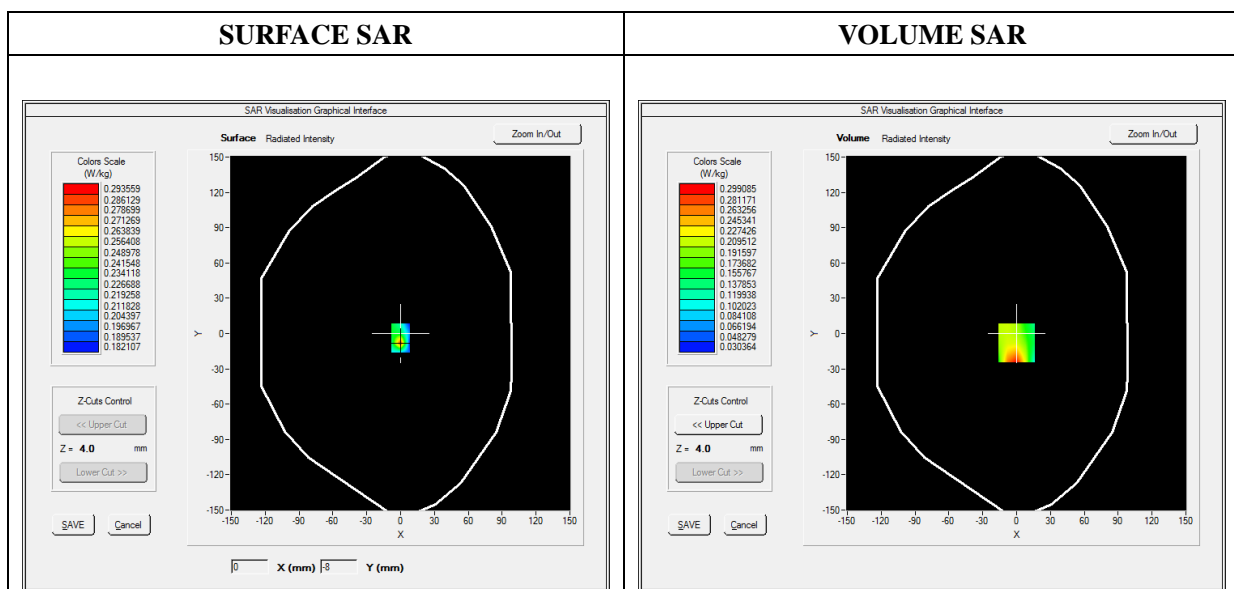 SURFACE SAR
VOLUME SAR
SAR Visualisation Graphical Interface
Surface Radiated Intensity
Zoom In/Out
Colors Scale
(W/kg)
0.293559
0.286129
0.278699
0.271269
0.263839
0.256408
0.248978
0.241548
0.234118
0.226688
0.219258
0.211828
0.204397
0.196967
0.189537
0.182107
Z-Cuts Control
<< Upper Cut
Z = 4.0 mm
Lower Cut >>
SAVE Cancel
150
120
90
60
30
0
-30
-60
-90
-120
-150
Y
-150 -120 -90 -60 -30 0 30 60 90 120 150
X
0 X (mm) -8 Y (mm)
SAR Visualisation Graphical Interface
Volume Radiated Intensity
Zoom In/Out
Colors Scale
(W/kg)
0.299085
0.281171
0.263256
0.245341
0.227426
0.209512
0.191597
0.173682
0.155767
0.137853
0.119938
0.102023
0.084108
0.066194
0.048279
0.030364
Z-Cuts Control
<< Upper Cut
Z = 4.0 mm
Lower Cut >>
SAVE Cancel
150
120
90
60
30
0
-30
-60
-90
-120
-150
Y
-150 -120 -90 -60 -30 0 30 60 90 120 150
X